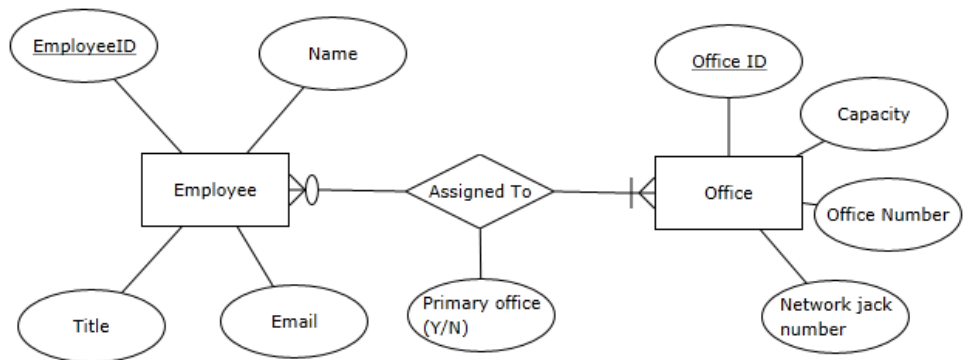 EmployeeID
Name
Office ID
Capacity
Employee
Assigned To
Office
Office Number
Title
Email
Primary office
(Y/N)
Network jack
number